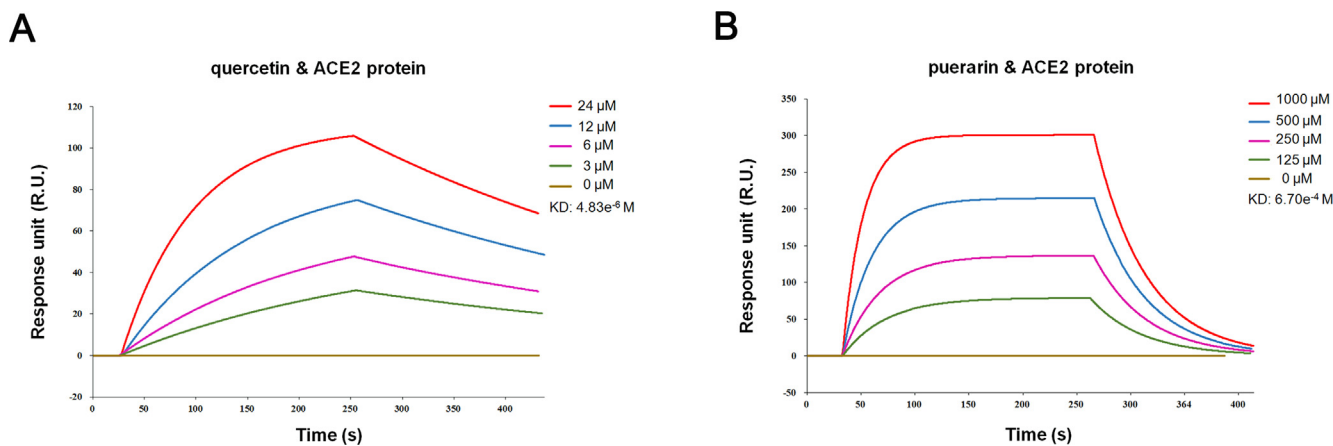 A
quercetin & ACE2 protein
Response unit (R.U.)
120
100
80
60
40
20
0
-20
0 50 100 150 200 250 300 350 400
Time (s)
24 µM
12 µM
6 µM
3 µM
0 µM
KD: 4.83e⁻⁶ M
B
puerarin & ACE2 protein
Response unit (R.U.)
350
300
250
200
150
100
50
0
-50
0 50 100 150 200 250 300 364 400
Time (s)
1000 µM
500 µM
250 µM
125 µM
0 µM
KD: 6.70e⁻⁴ M